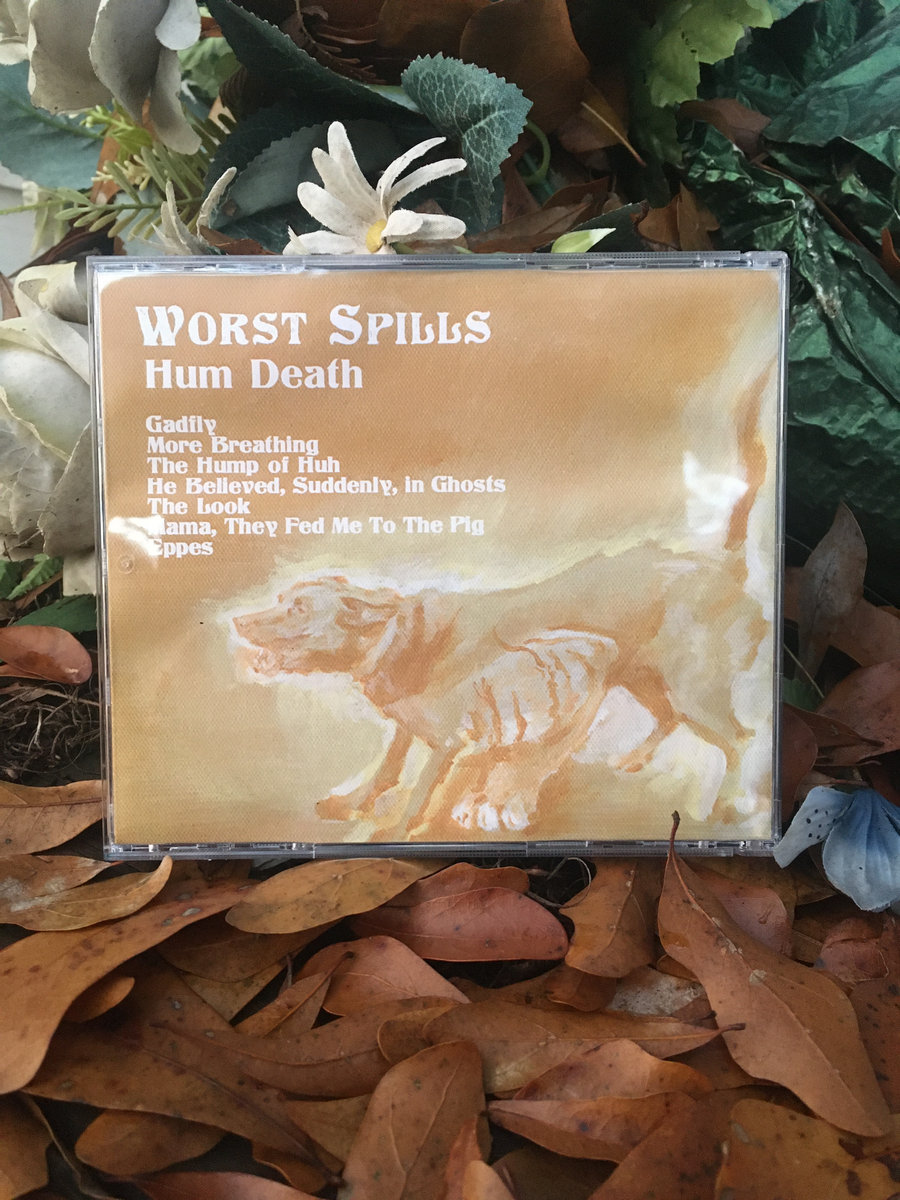 Worst Spills
Hum Death
Gadfly
More Breathing
The Hump of Huh
He Believed, Suddenly, in Ghosts
The Look
Mama, They Fed Me To The Pig
Eppes